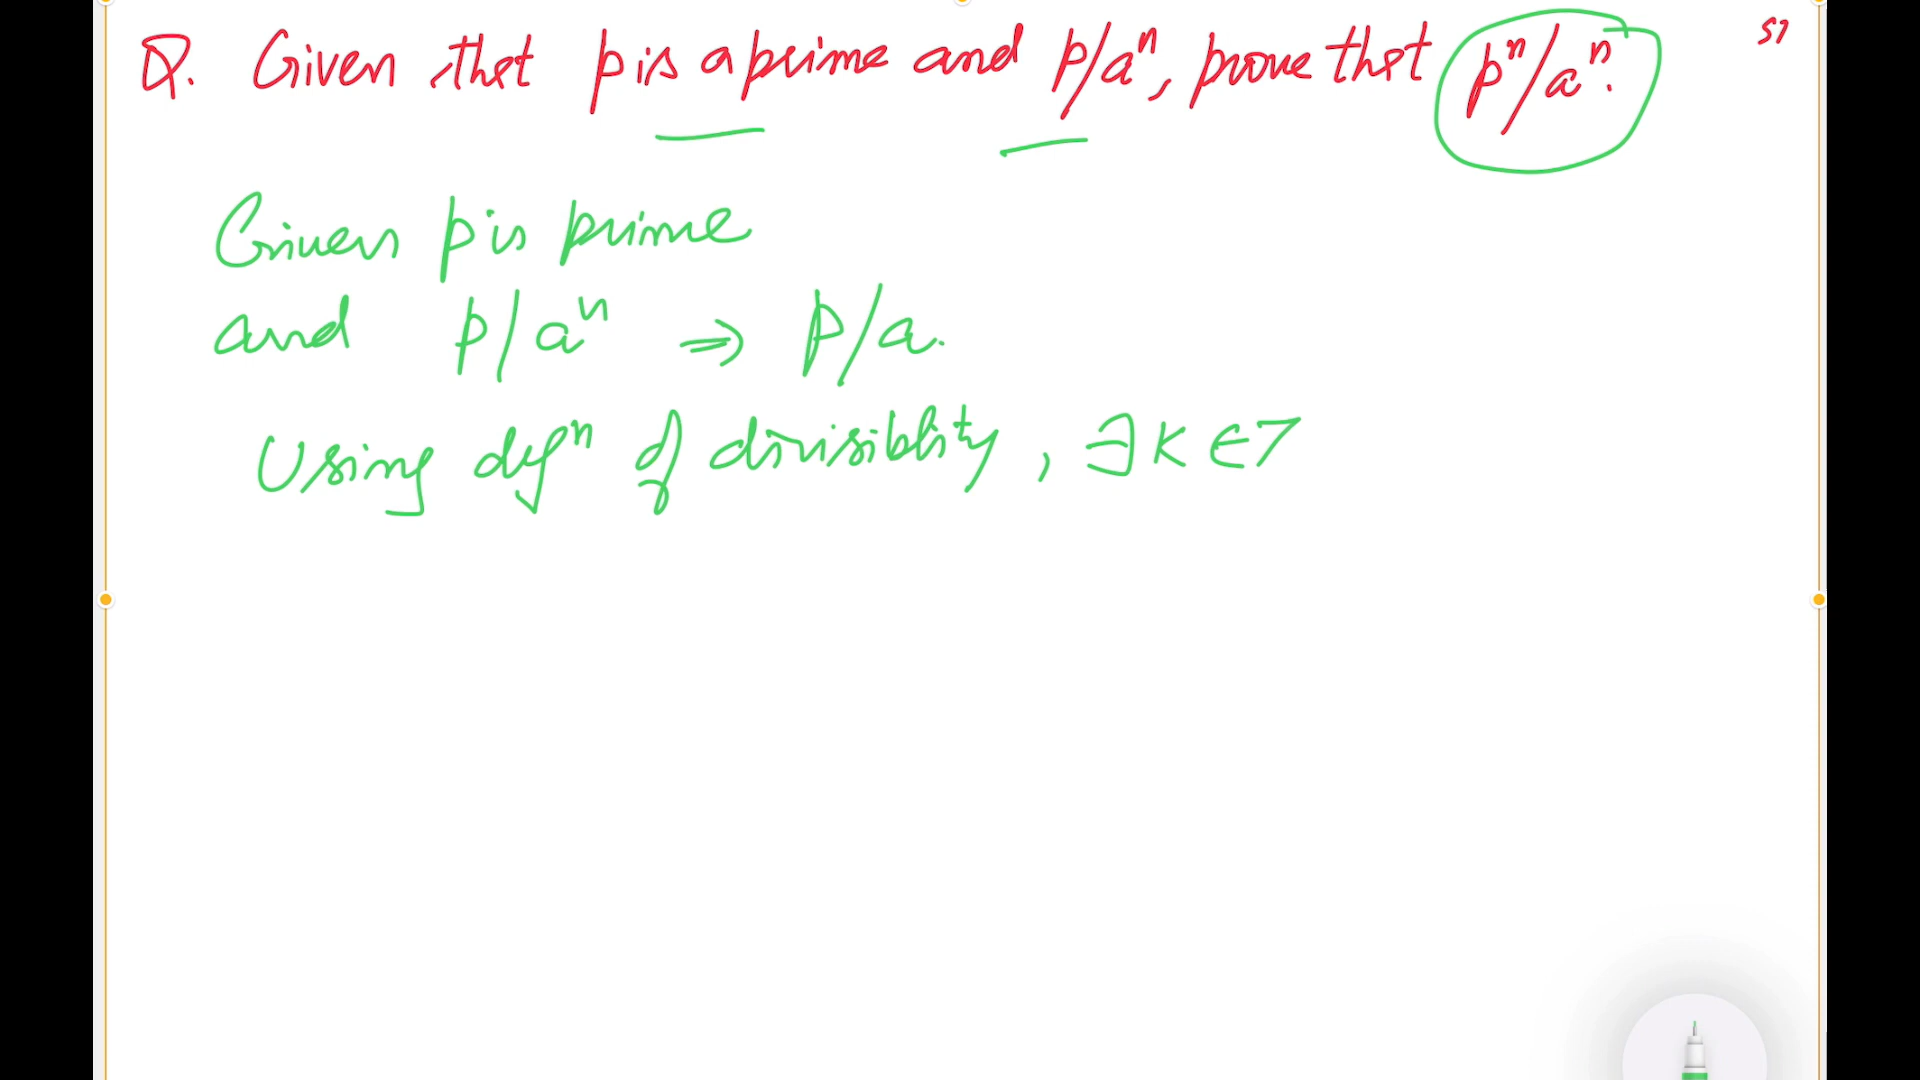 Q. Given that p is a prime and p/aⁿ, prove that pⁿ/aⁿ. 57
Given p is prime
and p/aⁿ ⇒ p/a.
Using defⁿ of divisiblity, ∃ K ∈ Z